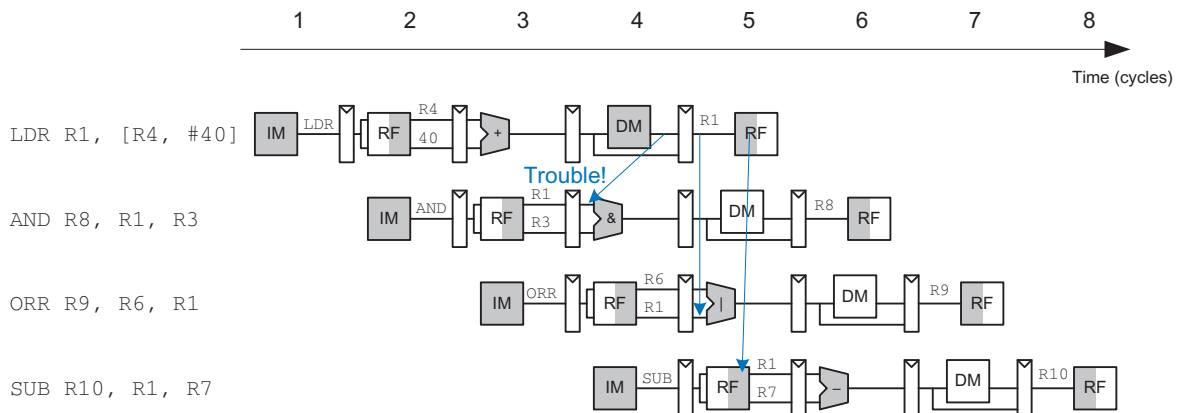 1 2 3 4 5 6 7 8
Time (cycles)
LDR R1, [R4, #40] IM LDR RF R4 40 + DM R1 RF
Trouble!
AND R8, R1, R3 IM AND RF R1 R3 & DM R8 RF
ORR R9, R6, R1 IM ORR RF R6 R1 | DM R9 RF
SUB R10, R1, R7 IM SUB RF R1 R7 − DM R10 RF